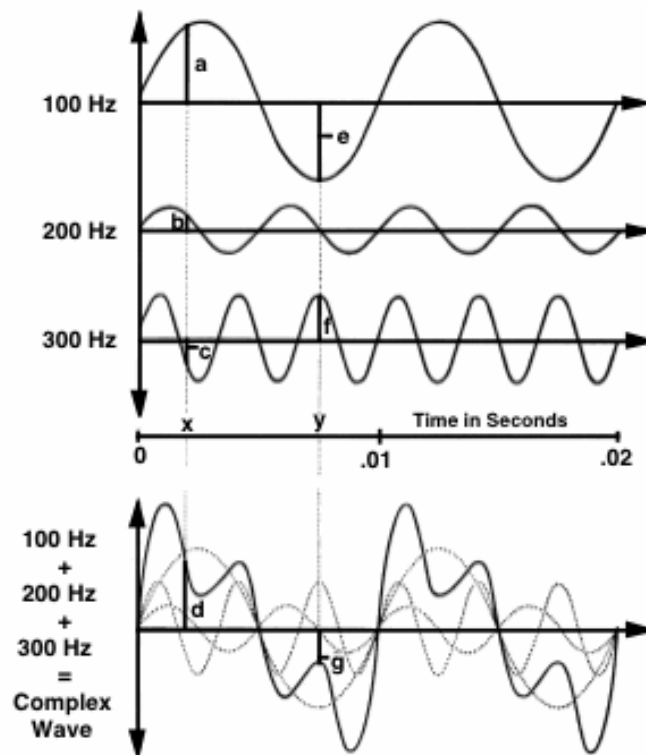 a
100 Hz
e
b
200 Hz
300 Hz
c
f
x
y
Time in Seconds
0
.01
.02
100 Hz
+
200 Hz
+
300 Hz
=
Complex
Wave
d
g